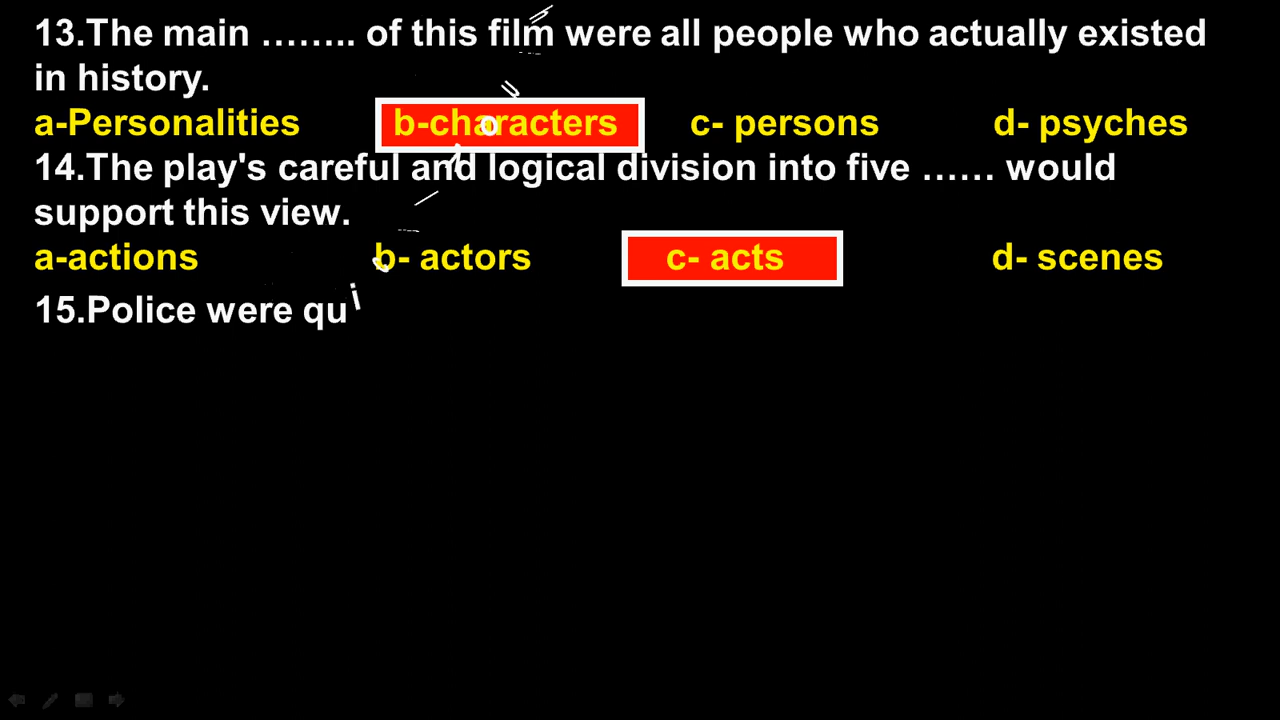 13.The main …….. of this film were all people who actually existed
in history.
a-Personalities b-characters c- persons d- psyches
14.The play's careful and logical division into five …… would
support this view.
a-actions b- actors c- acts d- scenes
15.Police were qui